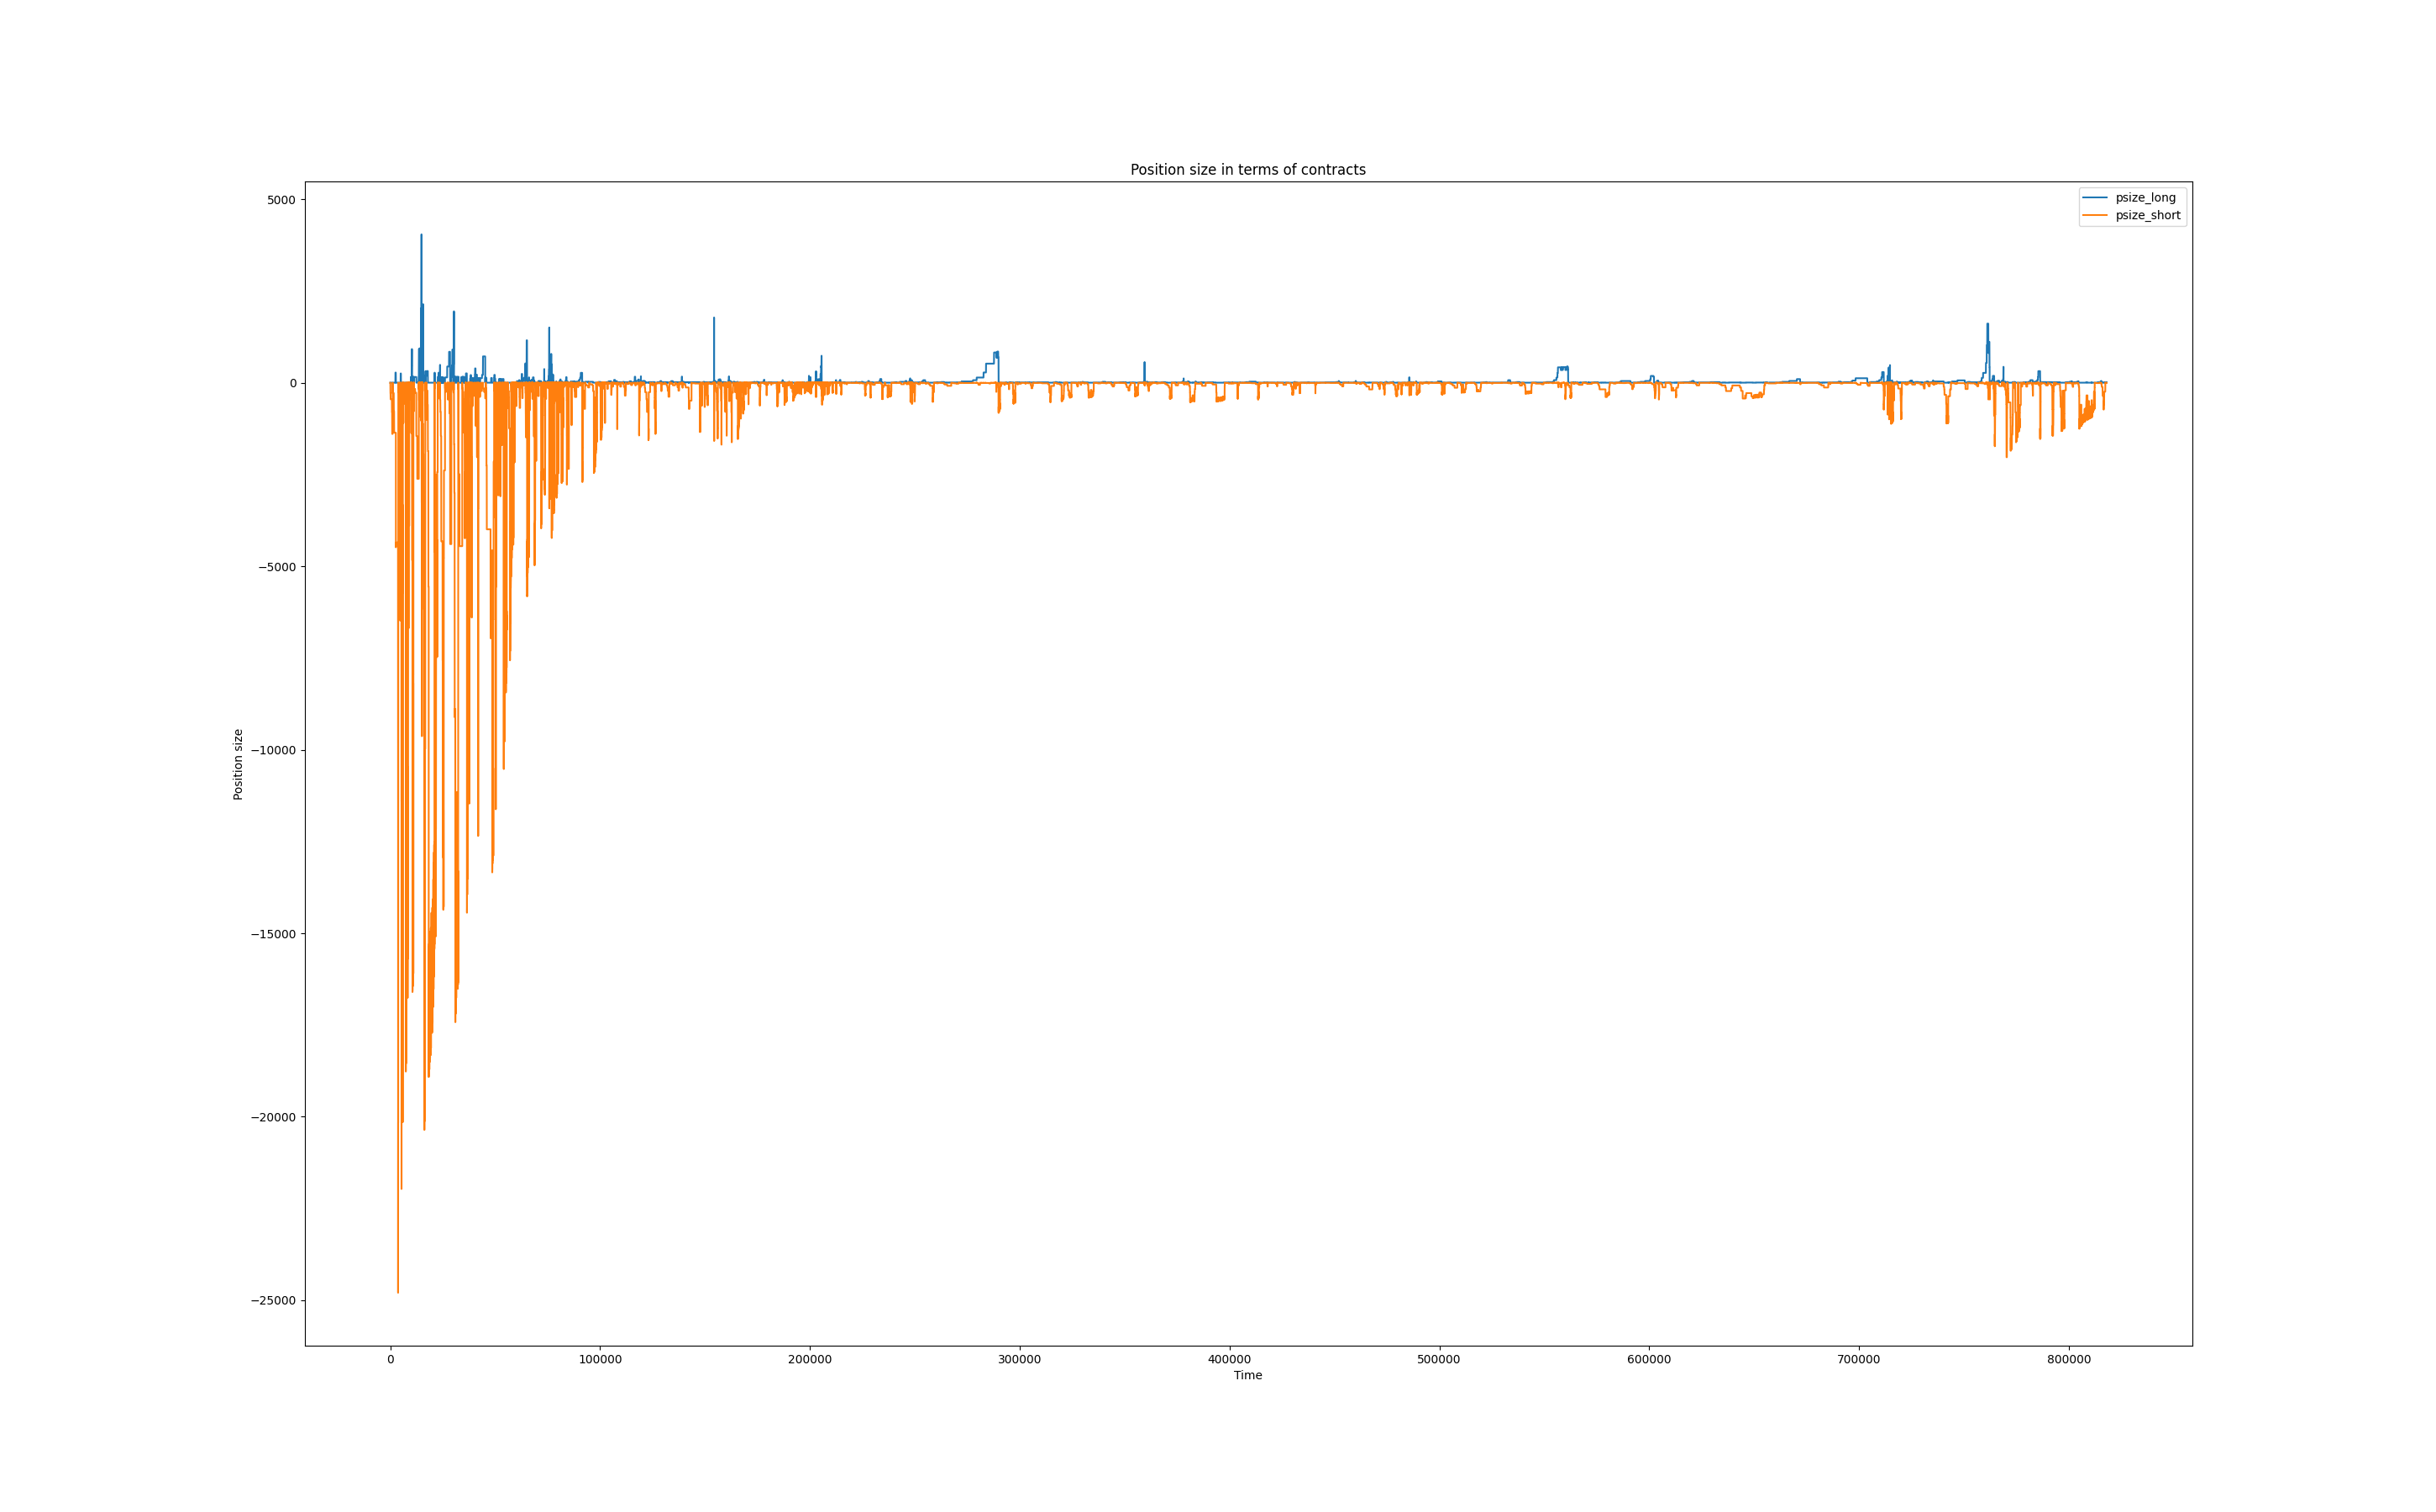 Position size in terms of contracts
psize_long
psize_short
5000
0
−5000
−10000
−15000
−20000
−25000
Position size
0 100000 200000 300000 400000 500000 600000 700000 800000
Time